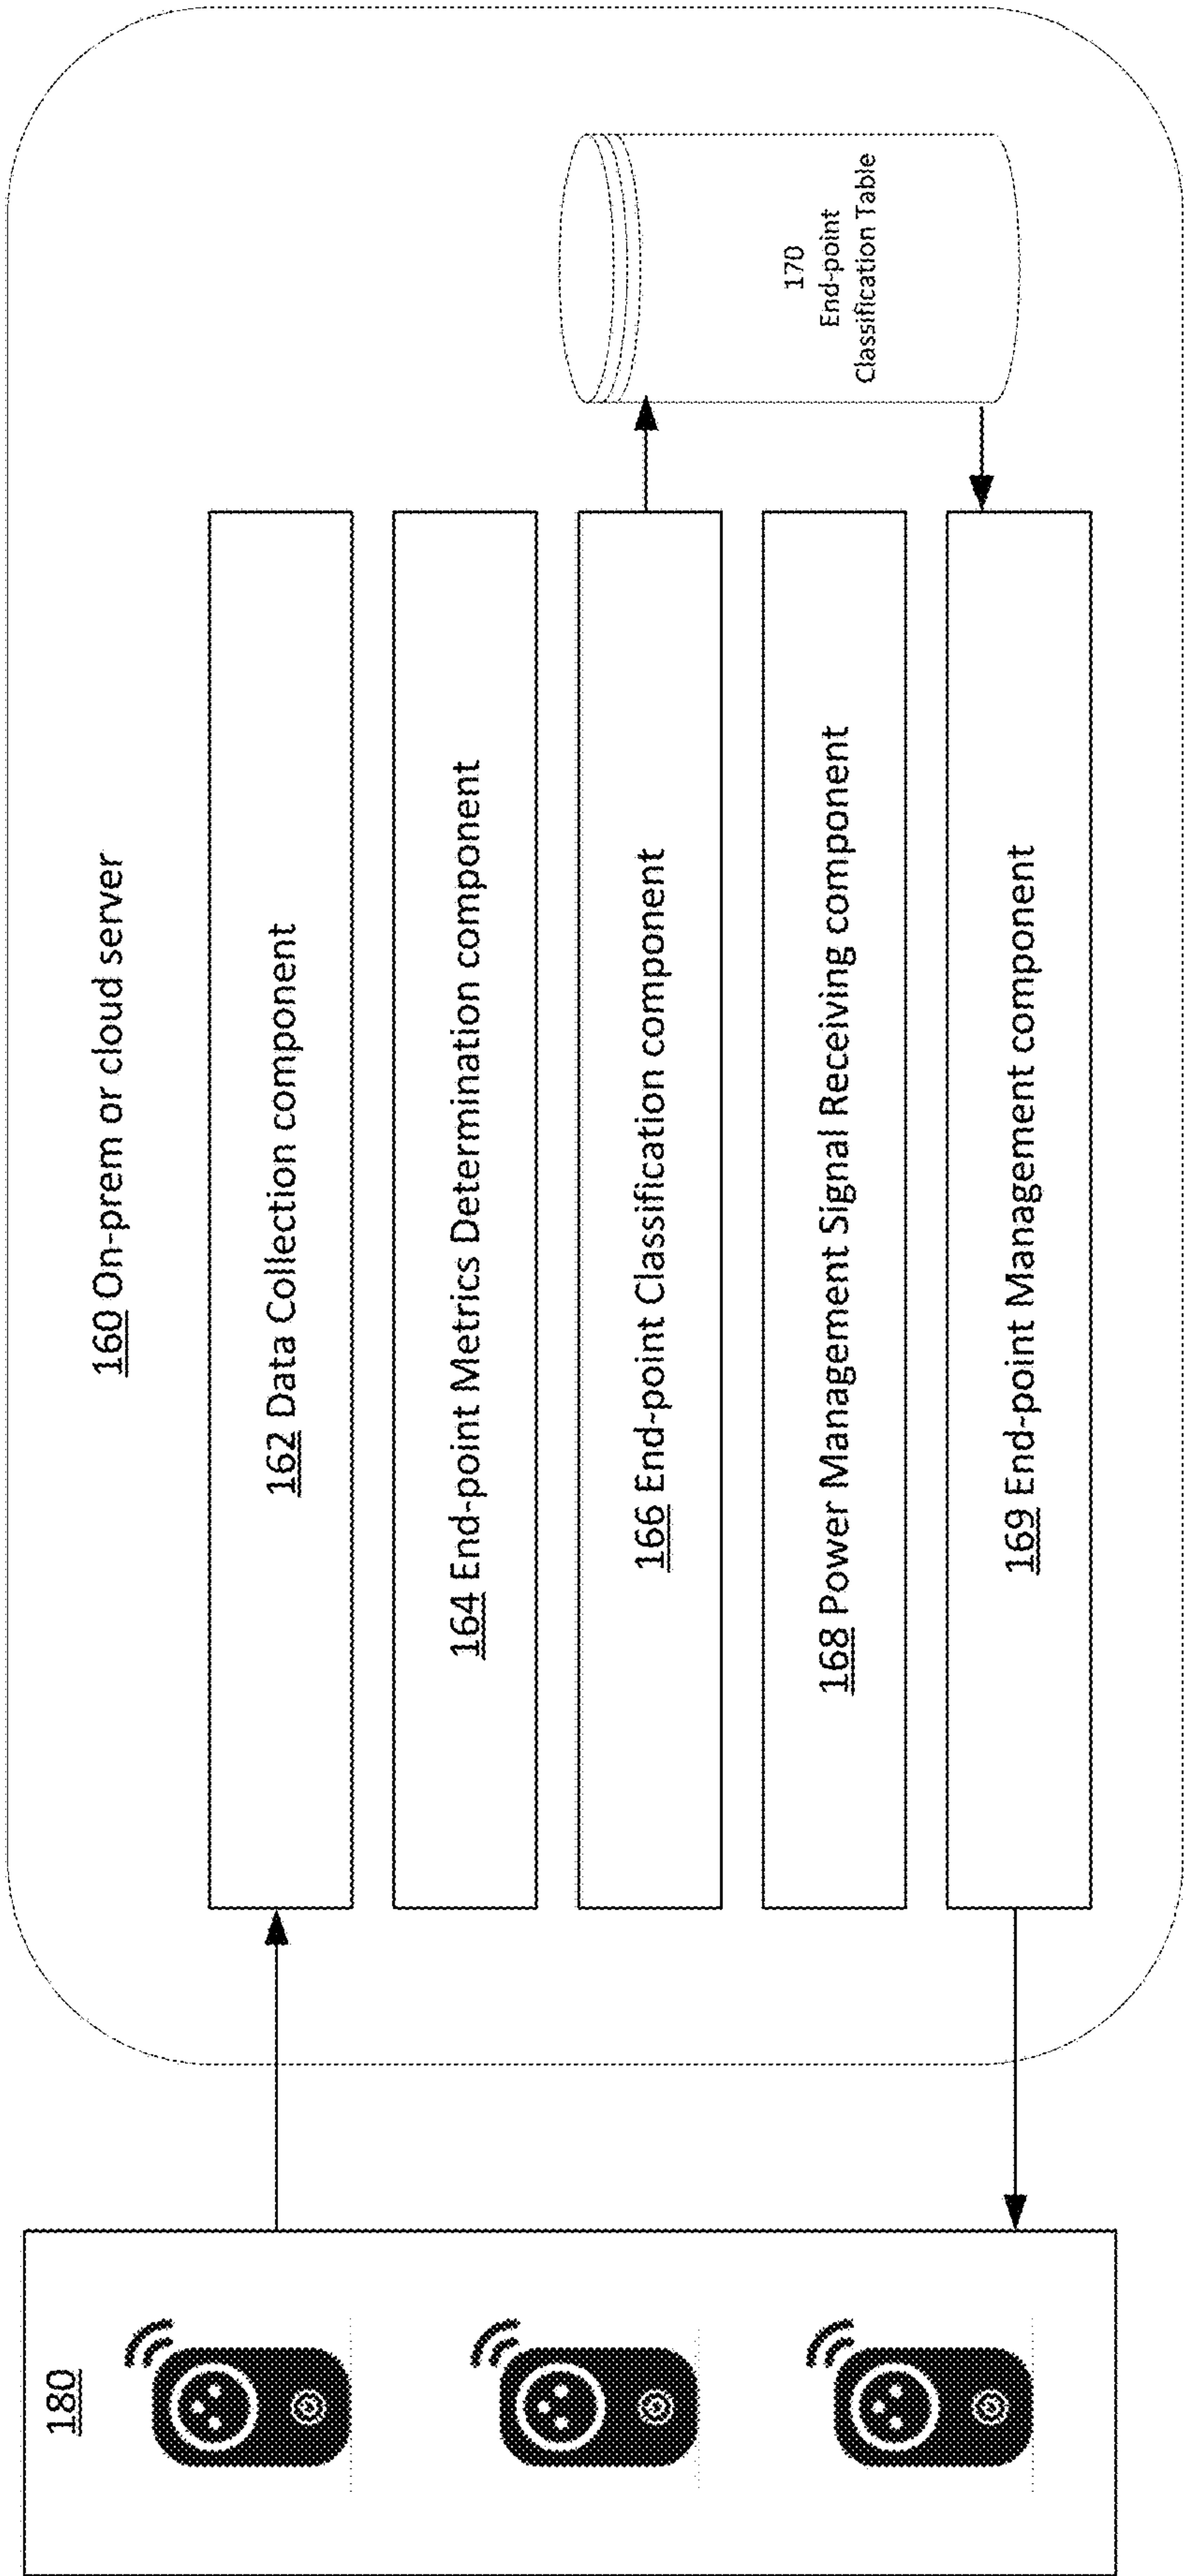 180
160 On-prem or cloud server
162 Data Collection component
164 End-point Metrics Determination component
166 End-point Classification component
168 Power Management Signal Receiving component
169 End-point Management component
170
End-point
Classification Table